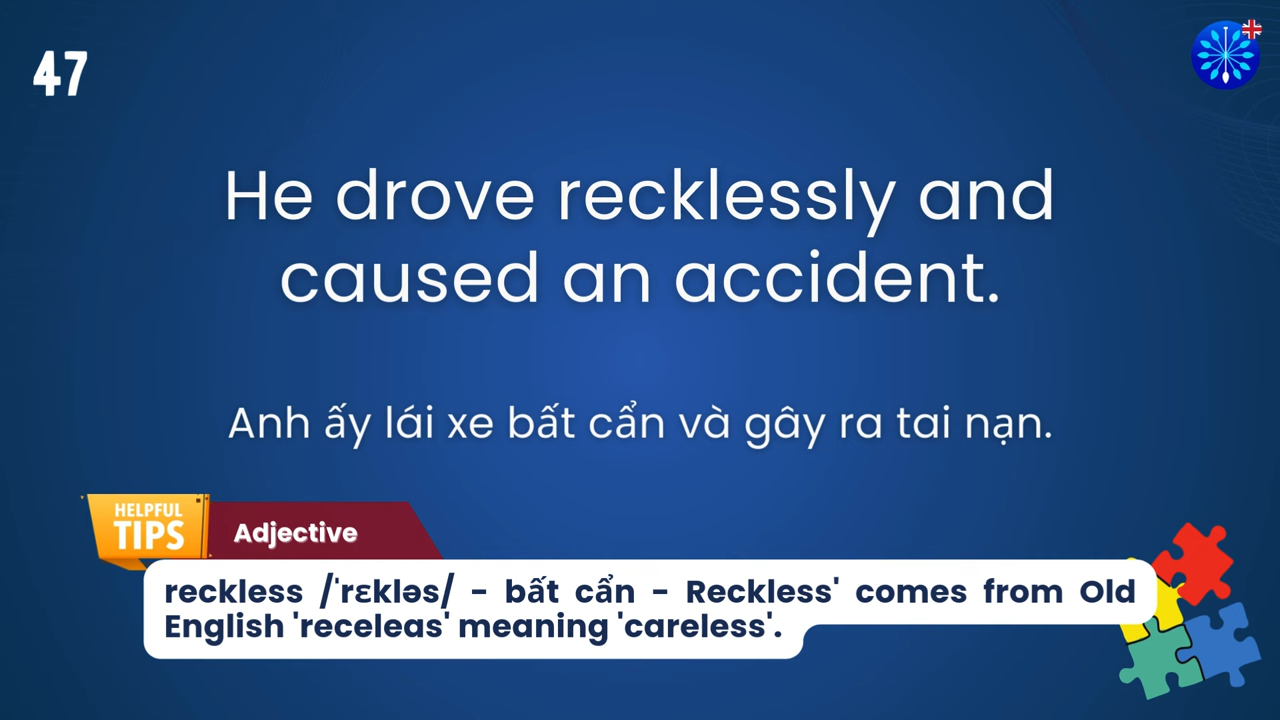 47
He drove recklessly and
caused an accident.
Anh ấy lái xe bất cẩn và gây ra tai nạn.
HELPFUL
TIPS
Adjective
reckless /ˈrɛkləs/ - bất cẩn - Reckless' comes from Old
English 'receleas' meaning 'careless'.